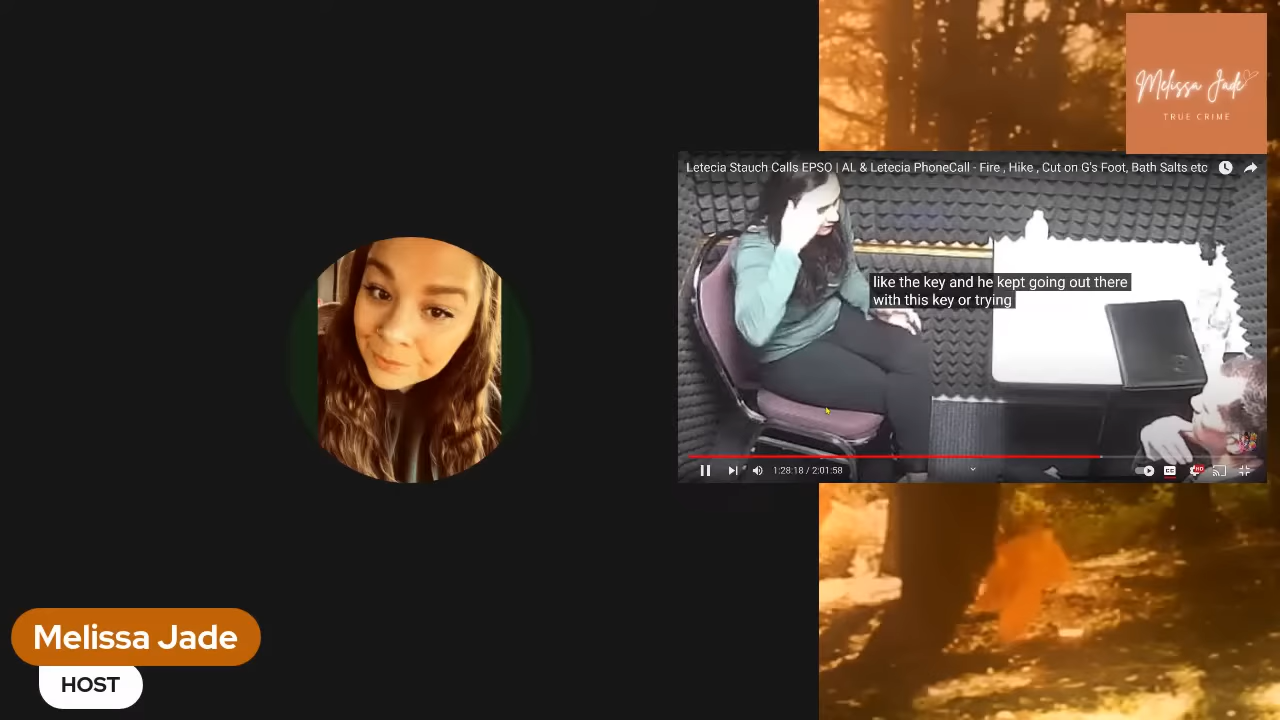 Melissa Jade
TRUE CRIME
Letecia Stauch Calls EPSO | AL & Letecia PhoneCall - Fire , Hike , Cut on G's Foot, Bath Salts etc
like the key and he kept going out there
with this key or trying
1:28:18 / 2:01:58
CC
HD
Melissa Jade
HOST